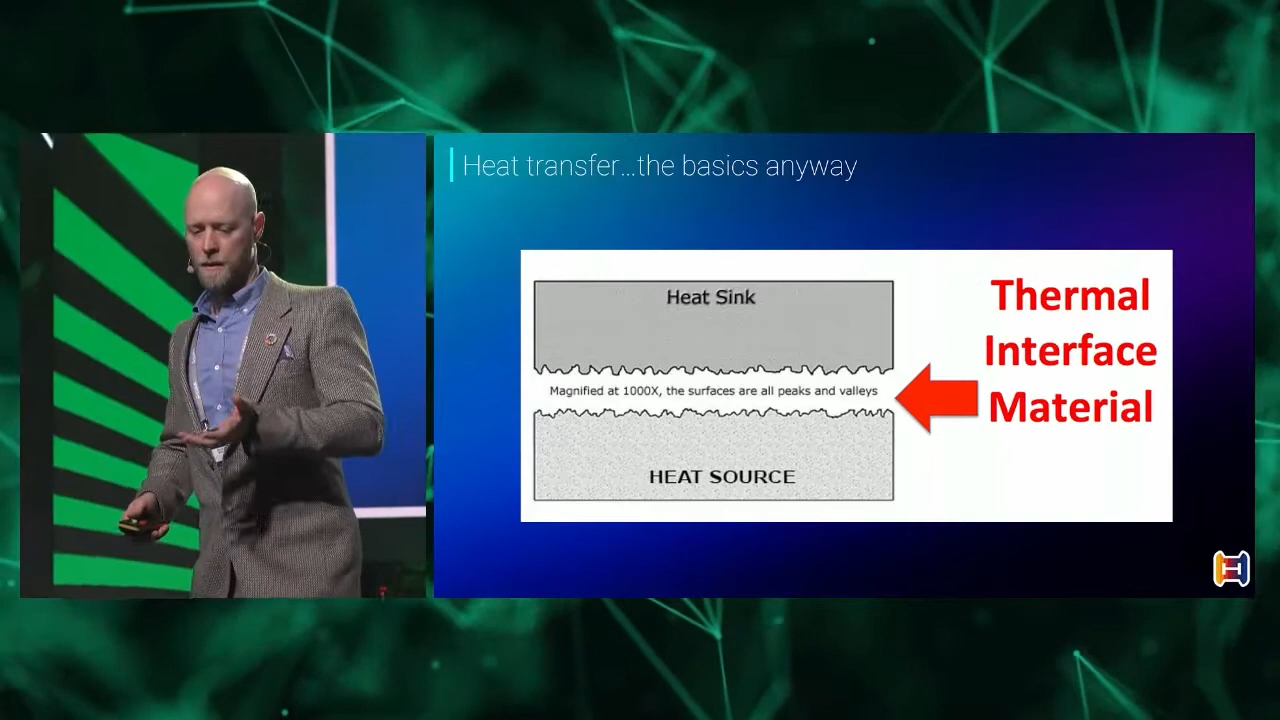 Heat transfer...the basics anyway
Heat Sink
Magnified at 1000X, the surfaces are all peaks and valleys
HEAT SOURCE
Thermal
Interface
Material
H